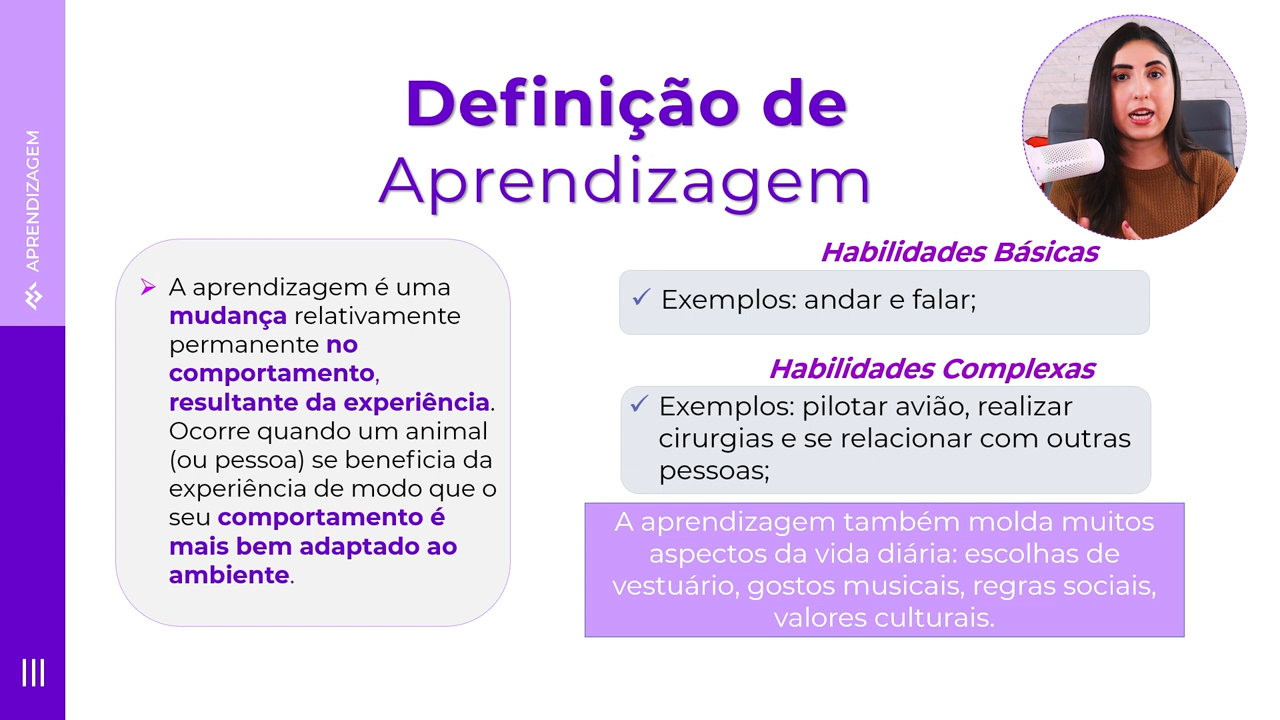 APRENDIZAGEM
Definição de
Aprendizagem
A aprendizagem é uma
mudança relativamente
permanente no
comportamento,
resultante da experiência.
Ocorre quando um animal
(ou pessoa) se beneficia da
experiência de modo que o
seu comportamento é
mais bem adaptado ao
ambiente.
Habilidades Básicas
Exemplos: andar e falar;
Habilidades Complexas
Exemplos: pilotar avião, realizar
cirurgias e se relacionar com outras
pessoas;
A aprendizagem também molda muitos
aspectos da vida diária: escolhas de
vestuário, gostos musicais, regras sociais,
valores culturais.